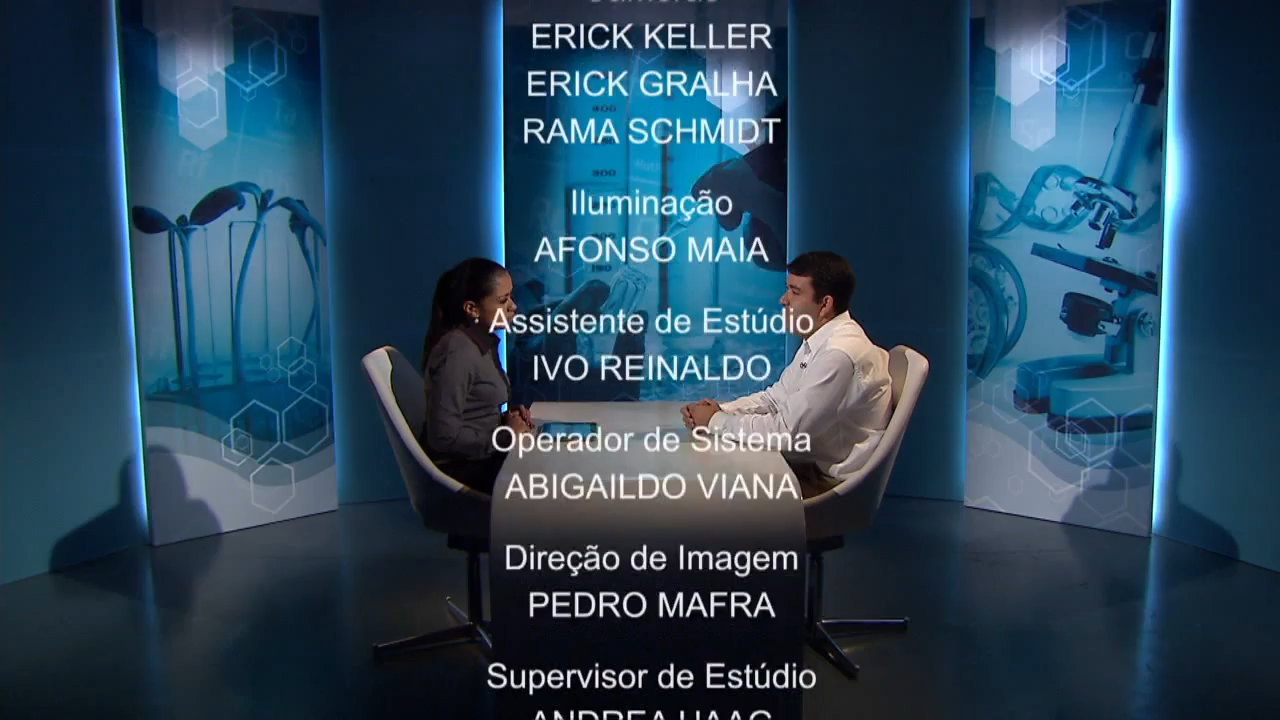 ERICK KELLER
ERICK GRALHA
RAMA SCHMIDT
Iluminação
AFONSO MAIA
Assistente de Estúdio
IVO REINALDO
Operador de Sistema
ABIGAILDO VIANA
Direção de Imagem
PEDRO MAFRA
Supervisor de Estúdio